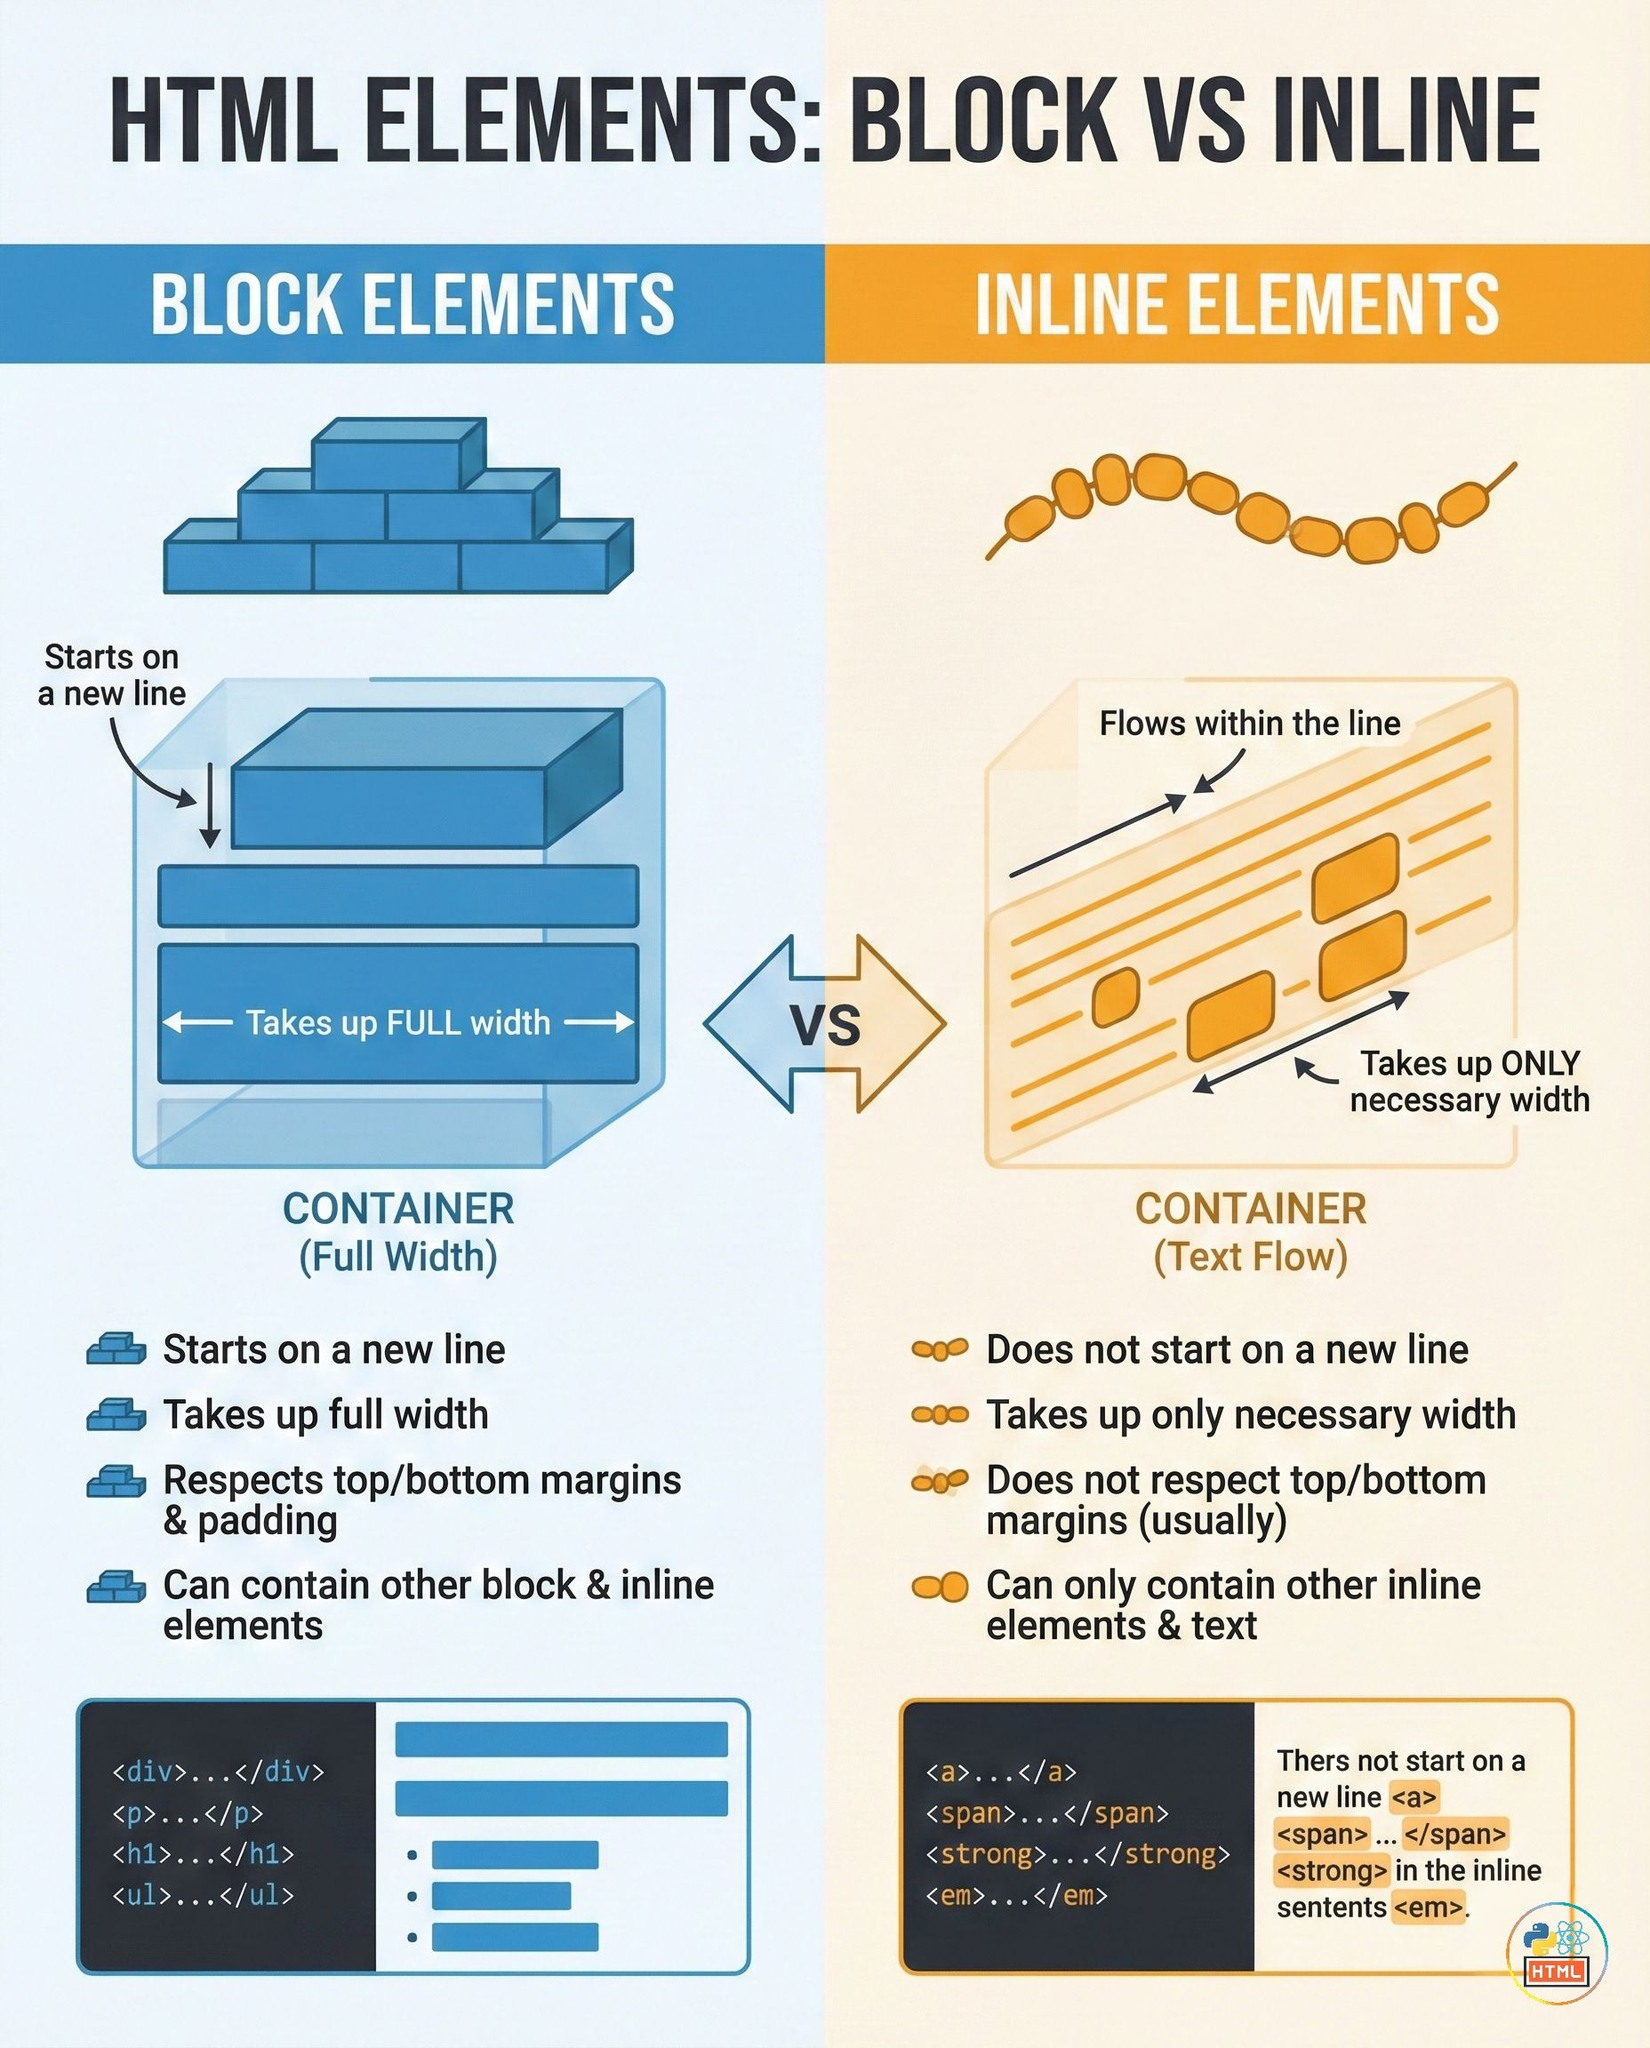 HTML ELEMENTS: BLOCK VS INLINE
BLOCK ELEMENTS
Starts on
a new line
Takes up FULL width
CONTAINER
(Full Width)
Starts on a new line
Takes up full width
Respects top/bottom margins
& padding
Can contain other block & inline
elements
<div>...</div>
<p>...</p>
<h1>...</h1>
<ul>...</ul>
VS
INLINE ELEMENTS
Flows within the line
Takes up ONLY
necessary width
CONTAINER
(Text Flow)
Does not start on a new line
Takes up only necessary width
Does not respect top/bottom
margins (usually)
Can only contain other inline
elements & text
<a>...</a>
<span>...</span>
<strong>...</strong>
<em>...</em>
Thers not start on a
new line <a>
<span> ... </span>
<strong> in the inline
sentents <em>.
HTML